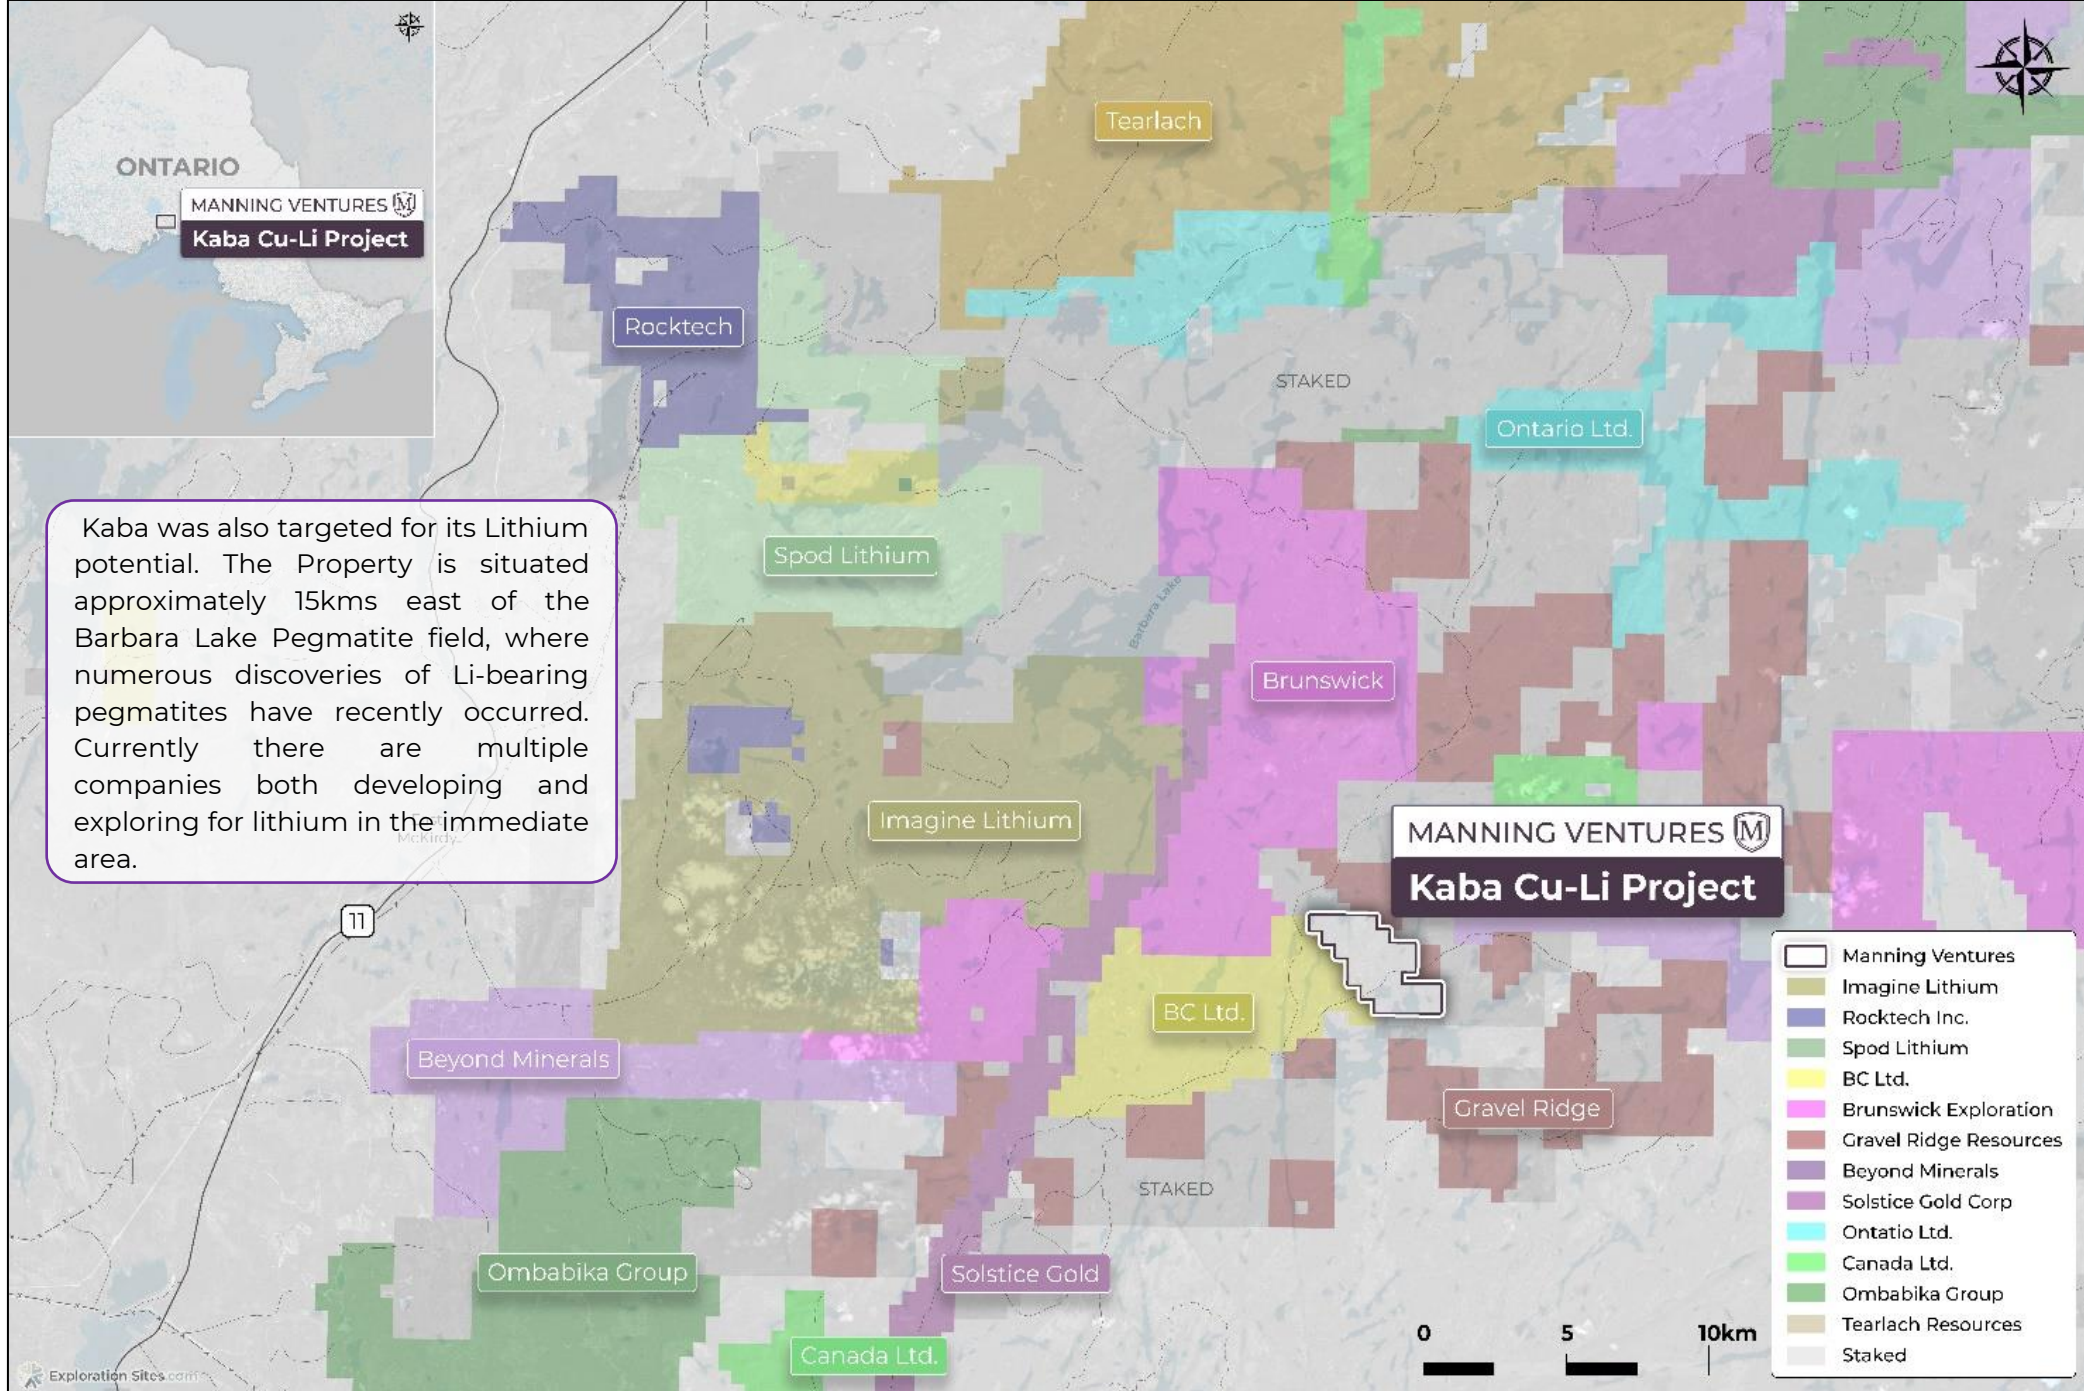 ONTARIO
MANNING VENTURES
Kaba Cu-Li Project
Tearlach
Rocktech
STAKED
Ontario Ltd.
Kaba was also targeted for its Lithium
potential. The Property is situated
approximately 15kms east of the
Barbara Lake Pegmatite field, where
numerous discoveries of Li-bearing
pegmatites have recently occurred.
Currently there are multiple
companies both developing and
exploring for lithium in the immediate
area.
McKirdy
Spod Lithium
Barbara Lake
Brunswick
Imagine Lithium
MANNING VENTURES M
Kaba Cu-Li Project
11
BC Ltd.
Beyond Minerals
Gravel Ridge
STAKED
Ombabika Group
Solstice Gold
Canada Ltd.
Manning Ventures
Imagine Lithium
Rocktech Inc.
Spod Lithium
BC Ltd.
Brunswick Exploration
Gravel Ridge Resources
Beyond Minerals
Solstice Gold Corp
Ontatio Ltd.
Canada Ltd.
Ombabika Group
Tearlach Resources
Staked
0 5 10km
Exploration Sites.com